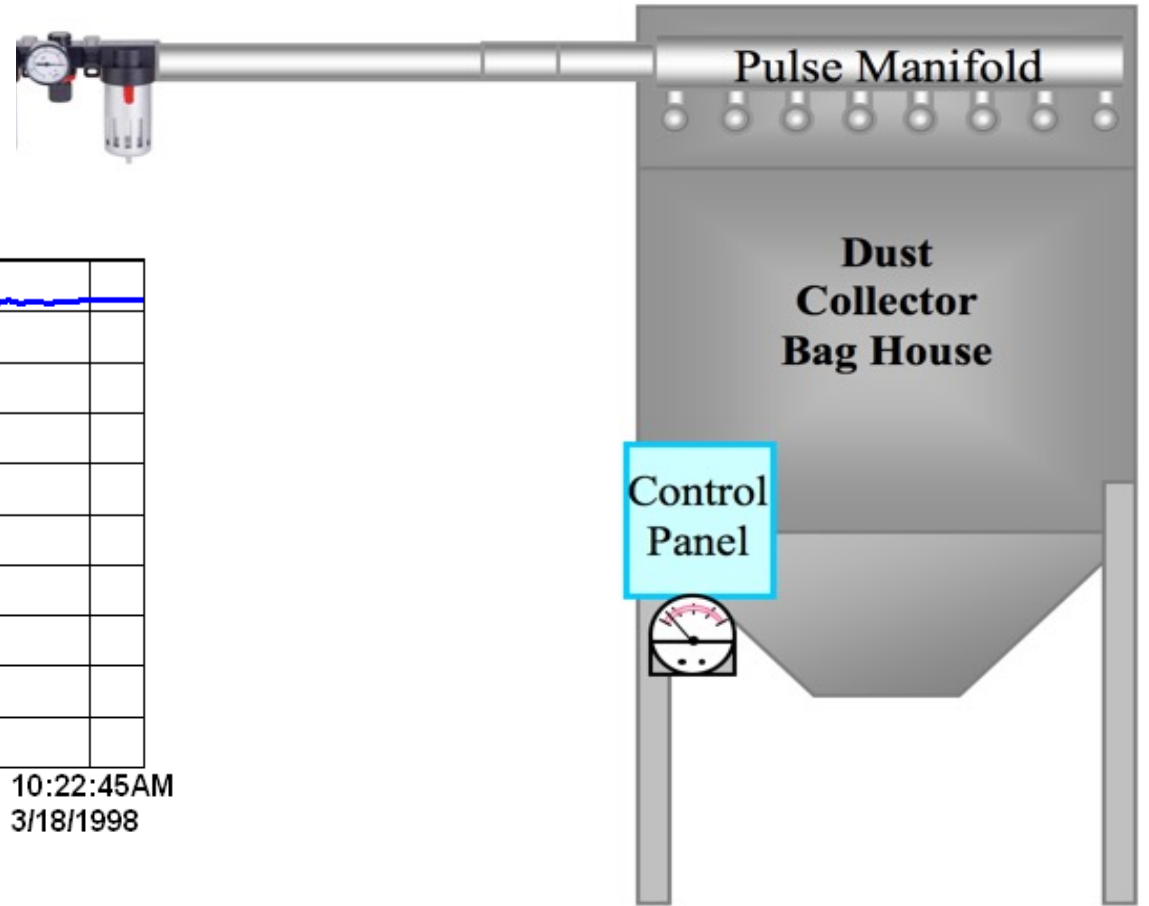 Pulse Manifold
Dust
Collector
Bag House
Control
Panel
10:22:45AM
3/18/1998